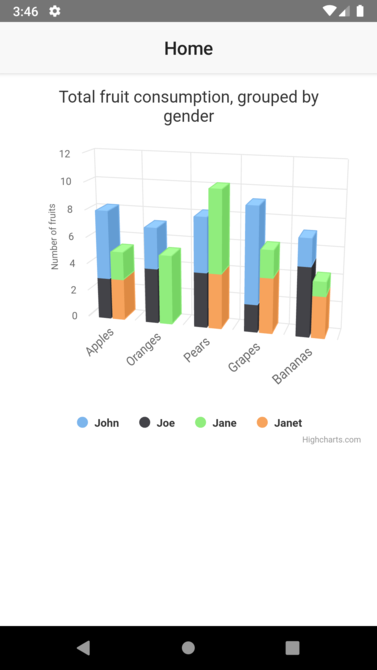 3:46
Home
Total fruit consumption, grouped by
gender
Number of fruits
12
10
8
6
4
2
0
Apples
Oranges
Pears
Grapes
Bananas
John
Joe
Jane
Janet
Highcharts.com